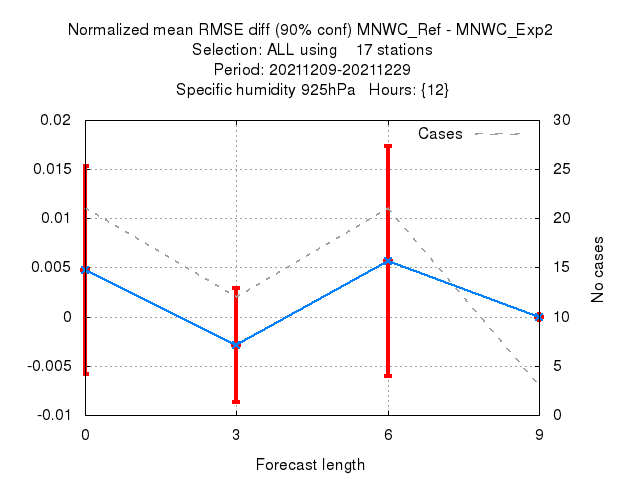 Normalized mean RMSE diff (90% conf) MNWC_Ref - MNWC_Exp2
Selection: ALL using    17 stations
Period: 20211209-20211229
Specific humidity 925hPa   Hours: {12}
Cases
0.02
0.015
0.01
0.005
0
-0.005
-0.01
30
25
20
15
10
5
0
No cases
0 3 6 9
Forecast length